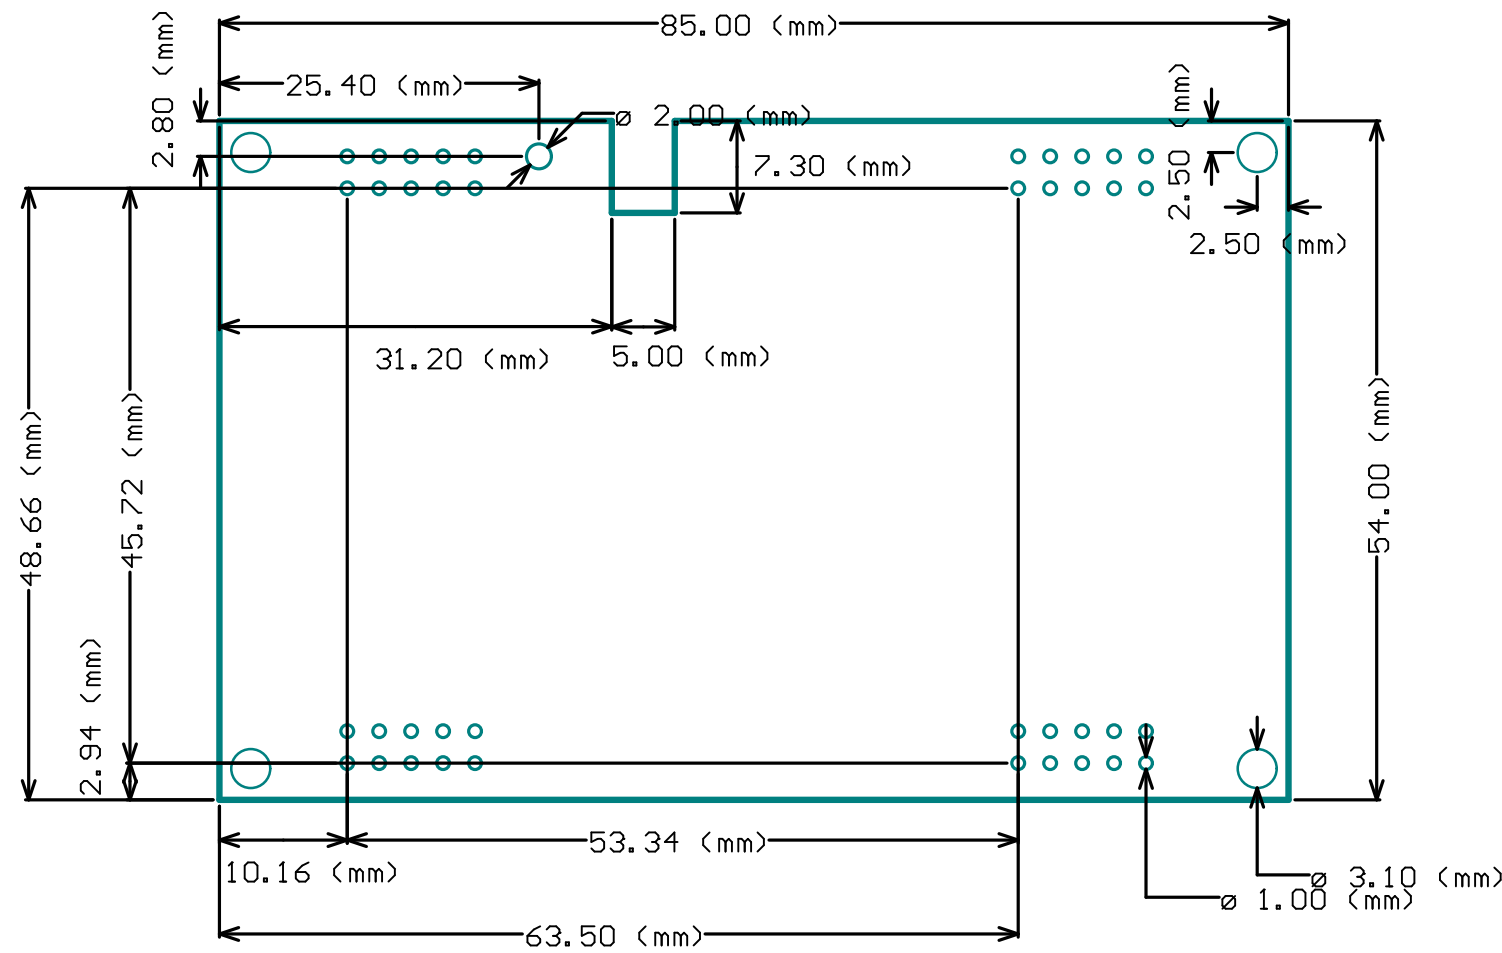 85.00 (mm)
2.80 (mm)
25.40 (mm)
⌀ 2.00 (mm)
7.30 (mm)
2.50 (mm)
2.50 (mm)
31.20 (mm)
5.00 (mm)
48.66 (mm)
45.72 (mm)
54.00 (mm)
2.94 (mm)
53.34 (mm)
10.16 (mm)
⌀ 3.10 (mm)
⌀ 1.00 (mm)
63.50 (mm)